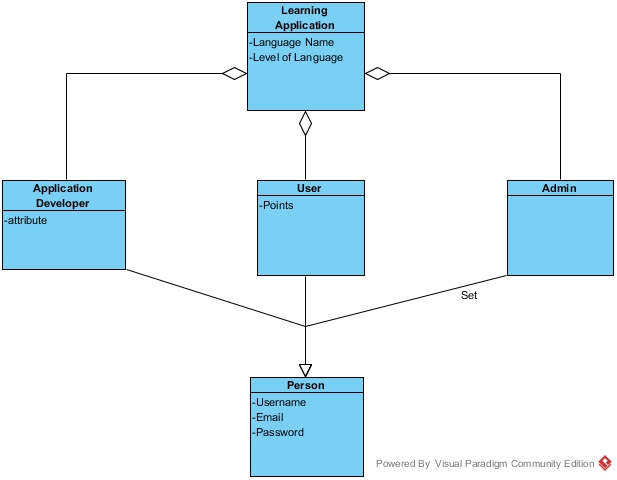 Learning
Application
-Language Name
-Level of Language
Application
Developer
-attribute
User
-Points
Admin
Set
Person
-Username
-Email
-Password
Powered By Visual Paradigm Community Edition